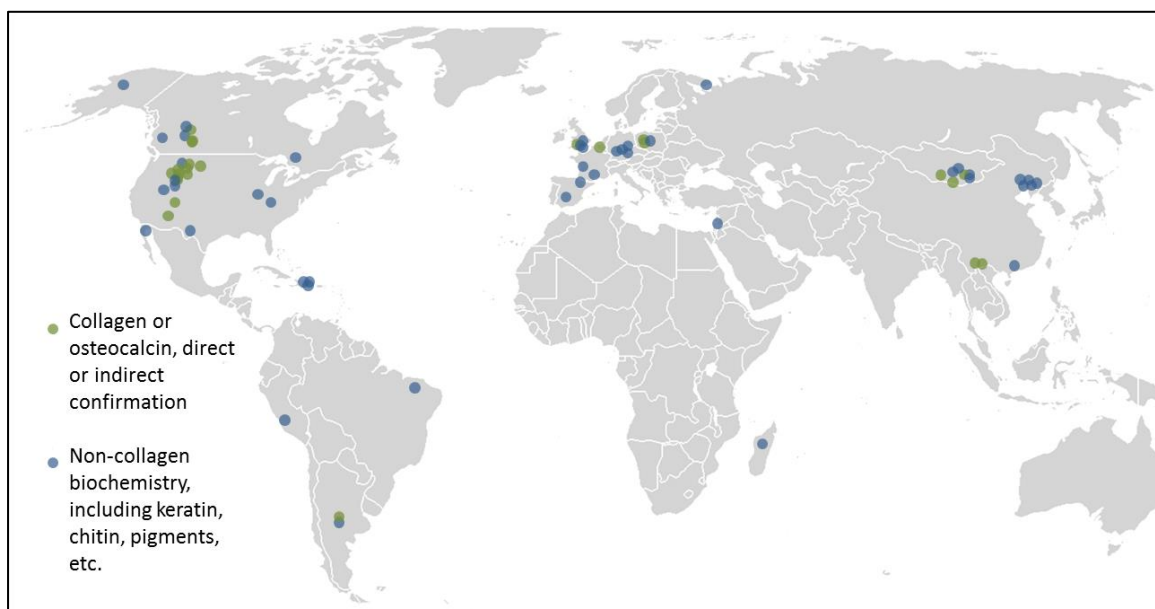 Collagen or
osteocalcin, direct
or indirect
confirmation
Non-collagen
biochemistry,
including keratin,
chitin, pigments,
etc.